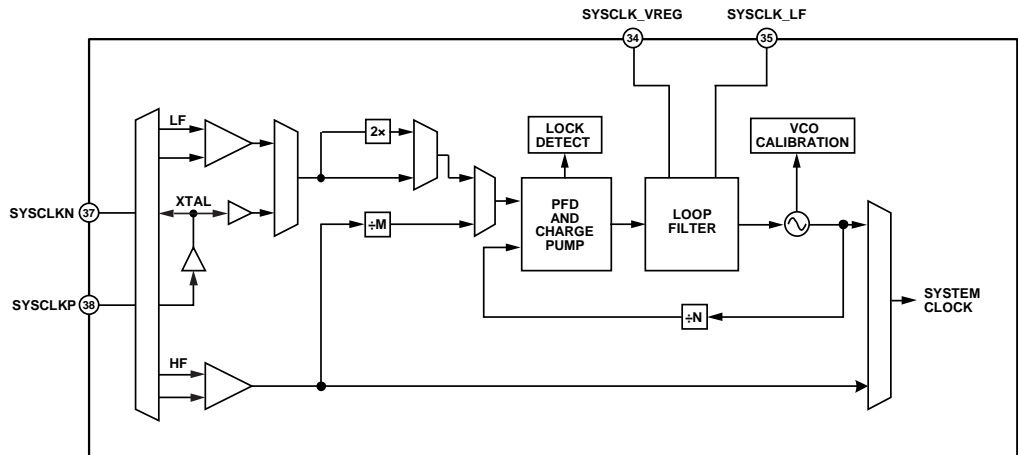 SYSCLK_VREG
SYSCLK_LF
34
35
LF
2×
LOCK
DETECT
VCO
CALIBRATION
XTAL
SYSCLKN
37
÷M
PFD
AND
CHARGE
PUMP
LOOP
FILTER
SYSCLKP
38
÷N
SYSTEM
CLOCK
HF